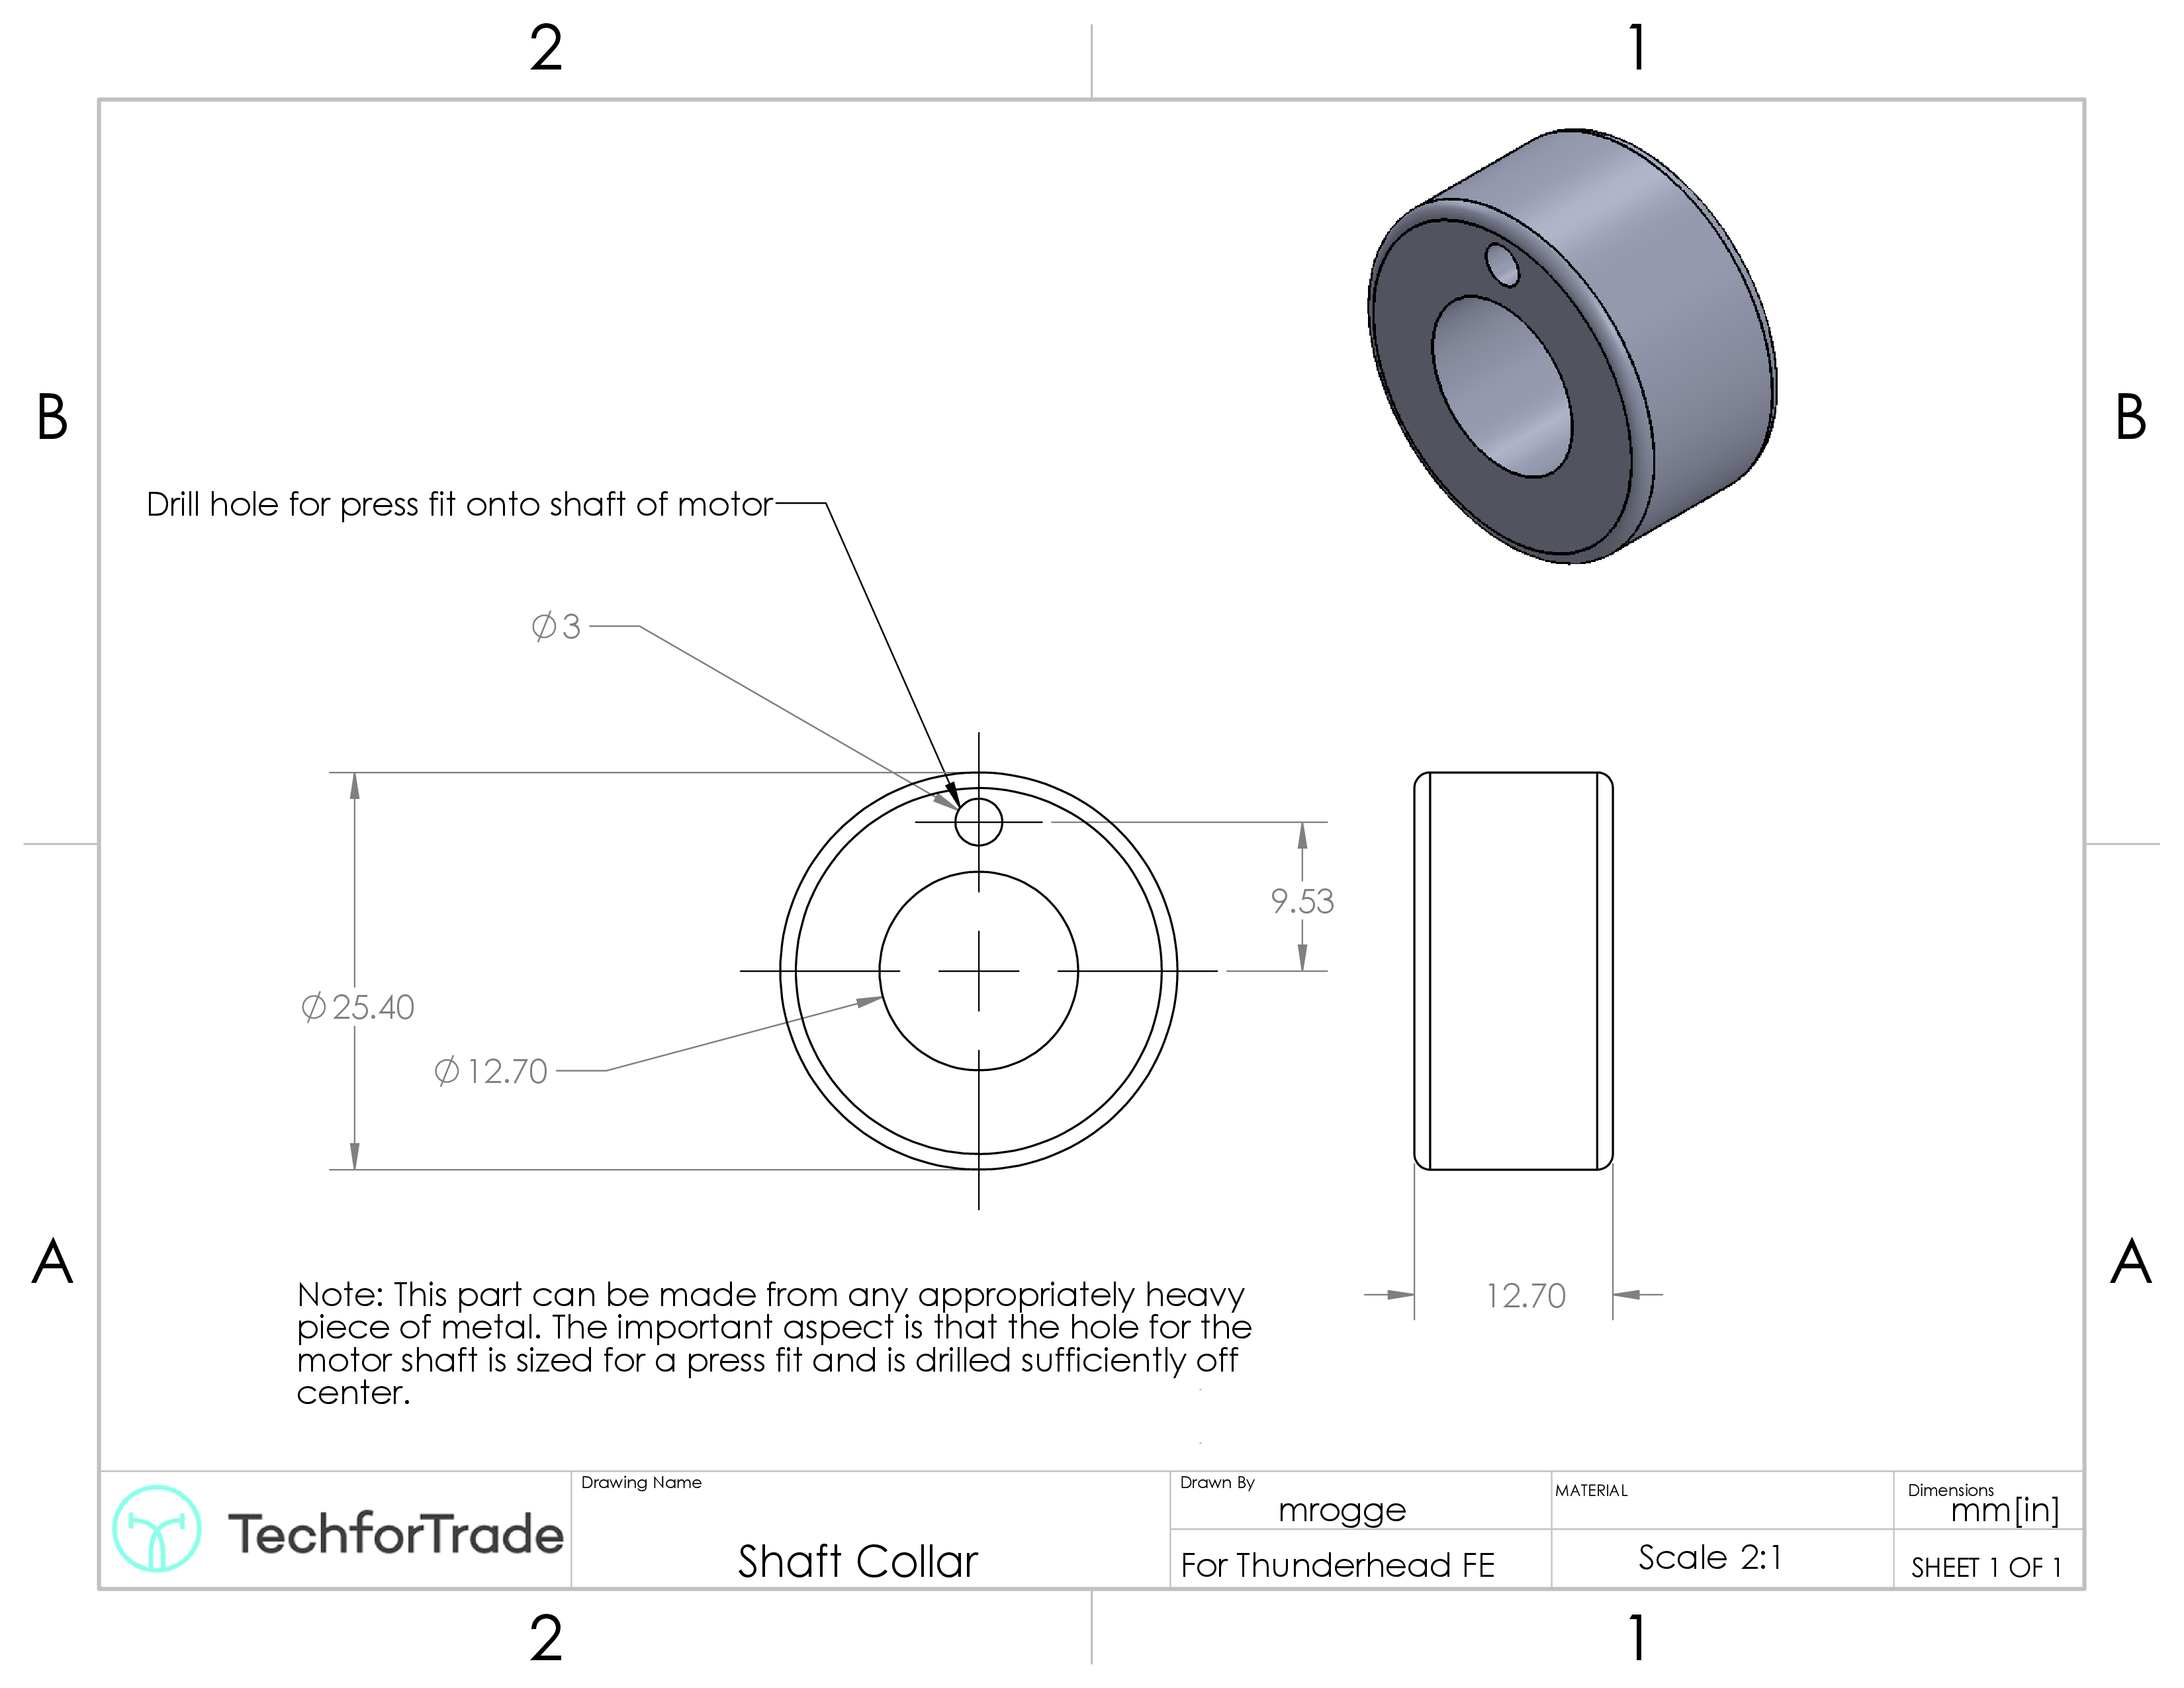 2
1
B
B
Drill hole for press fit onto shaft of motor
∅3
9.53
∅25.40
∅12.70
A
A
Note: This part can be made from any appropriately heavy
piece of metal. The important aspect is that the hole for the
motor shaft is sized for a press fit and is drilled sufficiently off
center.
12.70
TechforTrade
Drawing Name
Shaft Collar
Drawn By
mrogge
For Thunderhead FE
MATERIAL
Scale 2:1
Dimensions
mm[in]
SHEET 1 OF 1
2
1